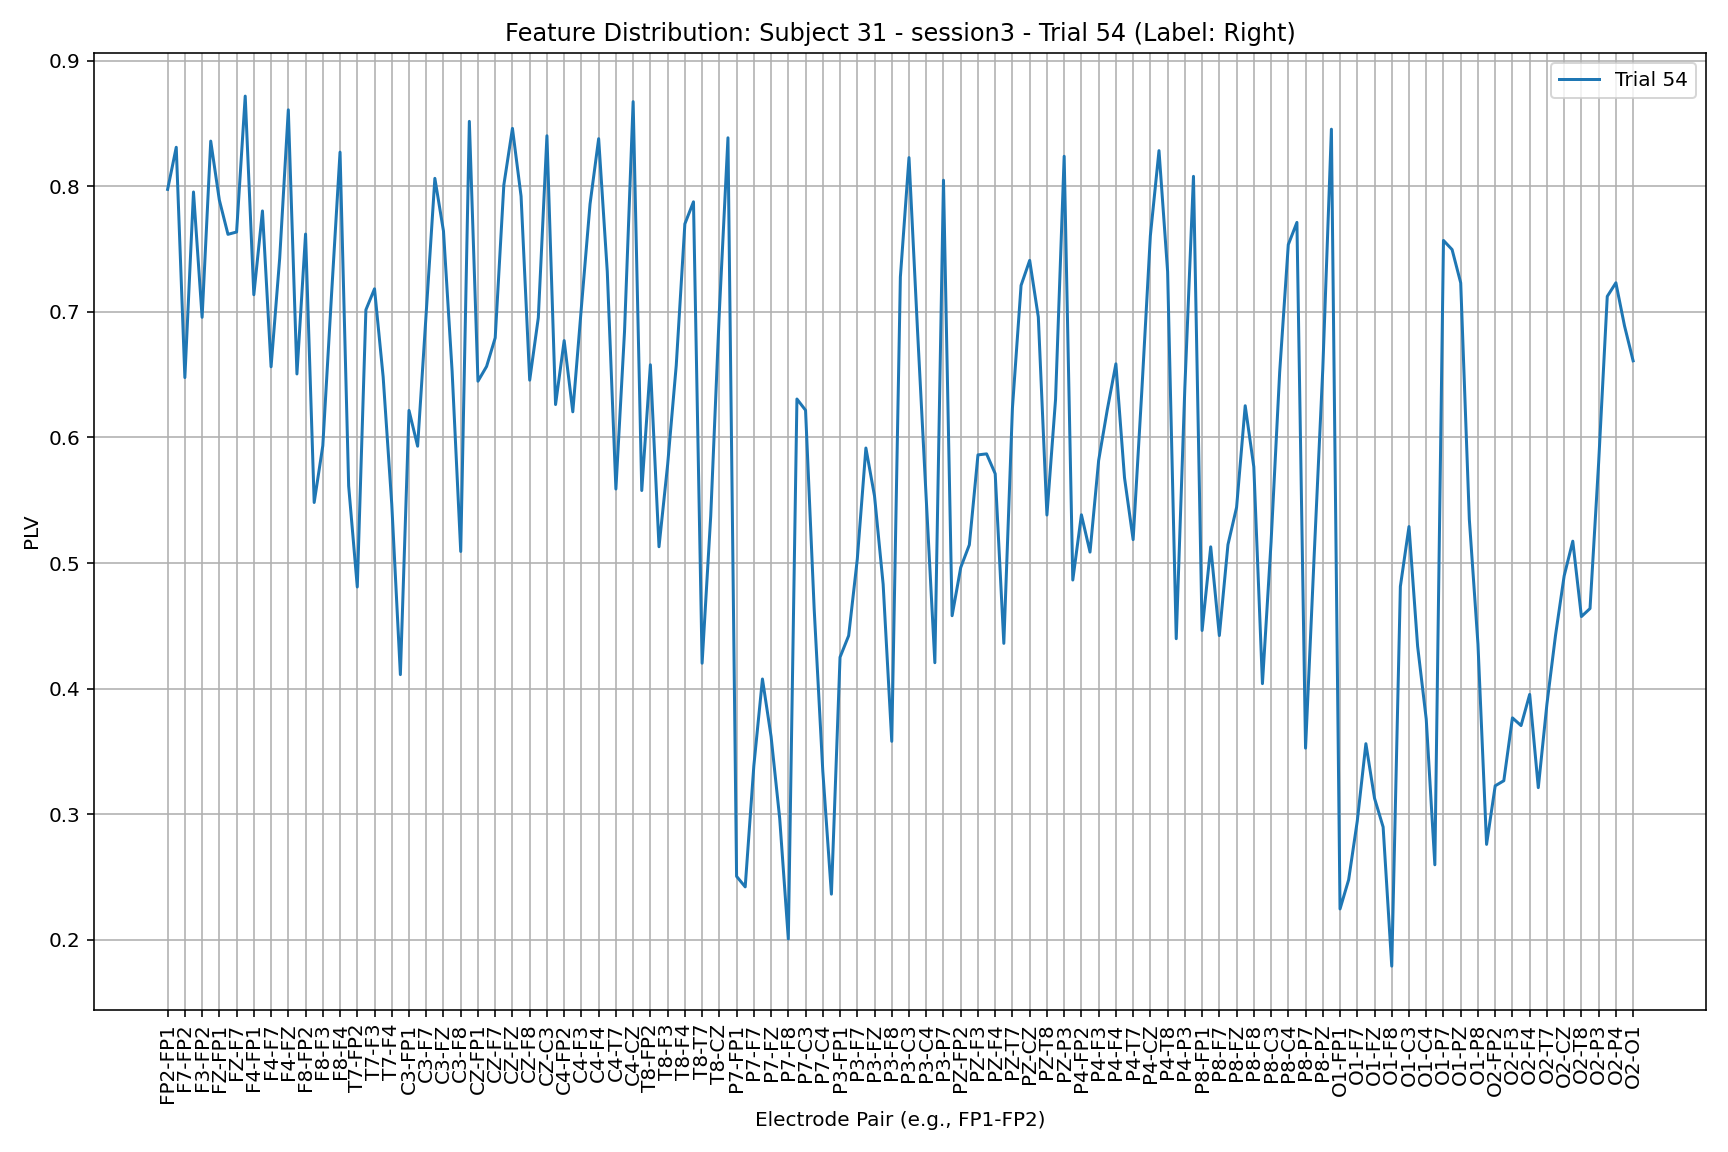 Feature Distribution: Subject 31 - session3 - Trial 54 (Label: Right)
Trial 54
PLV
0.9
0.8
0.7
0.6
0.5
0.4
0.3
0.2
FP2-FP1
F7-FP2
F3-FP2
FZ-FP1
FZ-F7
F4-FP1
F4-F7
F4-FZ
F8-FP2
F8-F3
F8-F4
T7-FP2
T7-F3
T7-F4
C3-FP1
C3-F7
C3-FZ
C3-F8
CZ-FP1
CZ-F7
CZ-FZ
CZ-F8
CZ-C3
C4-FP2
C4-F3
C4-F4
C4-T7
C4-CZ
T8-FP2
T8-F3
T8-F4
T8-T7
T8-CZ
P7-FP1
P7-F7
P7-FZ
P7-F8
P7-C3
P7-C4
P3-FP1
P3-F7
P3-FZ
P3-F8
P3-C3
P3-C4
P3-P7
PZ-FP2
PZ-F3
PZ-F4
PZ-T7
PZ-CZ
PZ-T8
PZ-P3
P4-FP2
P4-F3
P4-F4
P4-T7
P4-CZ
P4-T8
P4-P3
P8-FP1
P8-F7
P8-FZ
P8-F8
P8-C3
P8-C4
P8-P7
P8-PZ
O1-FP1
O1-F7
O1-FZ
O1-F8
O1-C3
O1-C4
O1-P7
O1-PZ
O1-P8
O2-FP2
O2-F3
O2-F4
O2-T7
O2-CZ
O2-T8
O2-P3
O2-P4
O2-O1
Electrode Pair (e.g., FP1-FP2)